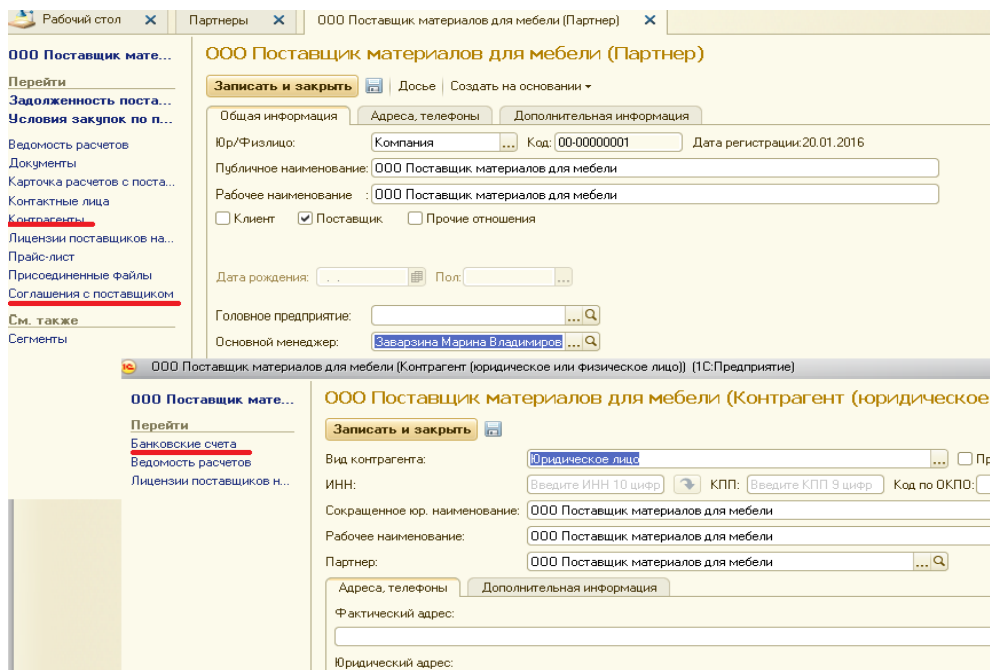 Рабочий стол
Партнеры
ООО Поставщик материалов для мебели (Партнер)
ООО Поставщик мате...
Перейти
Задолженность поста...
Условия закупок по п...
Ведомость расчетов
Документы
Карточка расчетов с поста...
Контактные лица
Контрагенты
Лицензии поставщиков на...
Прайс-лист
Присоединенные файлы
Соглашения с поставщиком
См. также
Сегменты
ООО Поставщик материалов для мебели (Партнер)
Записать и закрыть Досье Создать на основании
Общая информация Адреса, телефоны Дополнительная информация
Юр/Физлицо: Компания ... Код: 00-00000001 Дата регистрации:20.01.2016
Публичное наименование: ООО Поставщик материалов для мебели
Рабочее наименование : ООО Поставщик материалов для мебели
Клиент Поставщик Прочие отношения
Дата рождения: . . Пол: ...
Головное предприятие: ...
Основной менеджер: Заварзина Марина Владимиров ...
ООО Поставщик материалов для мебели (Контрагент (юридическое или физическое лицо)) (1С:Предприятие)
ООО Поставщик мате...
Перейти
Банковские счета
Ведомость расчетов
Лицензии поставщиков н...
ООО Поставщик материалов для мебели (Контрагент (юридическое
Записать и закрыть
Вид контрагента: Юридическое лицо ... Пр
ИНН: Введите ИНН 10 цифр КПП: Введите КПП 9 цифр Код по ОКПО:
Сокращенное юр. наименование: ООО Поставщик материалов для мебели
Рабочее наименование: ООО Поставщик материалов для мебели
Партнер: ООО Поставщик материалов для мебели ...
Адреса, телефоны Дополнительная информация
Фактический адрес:
Юридический адрес: